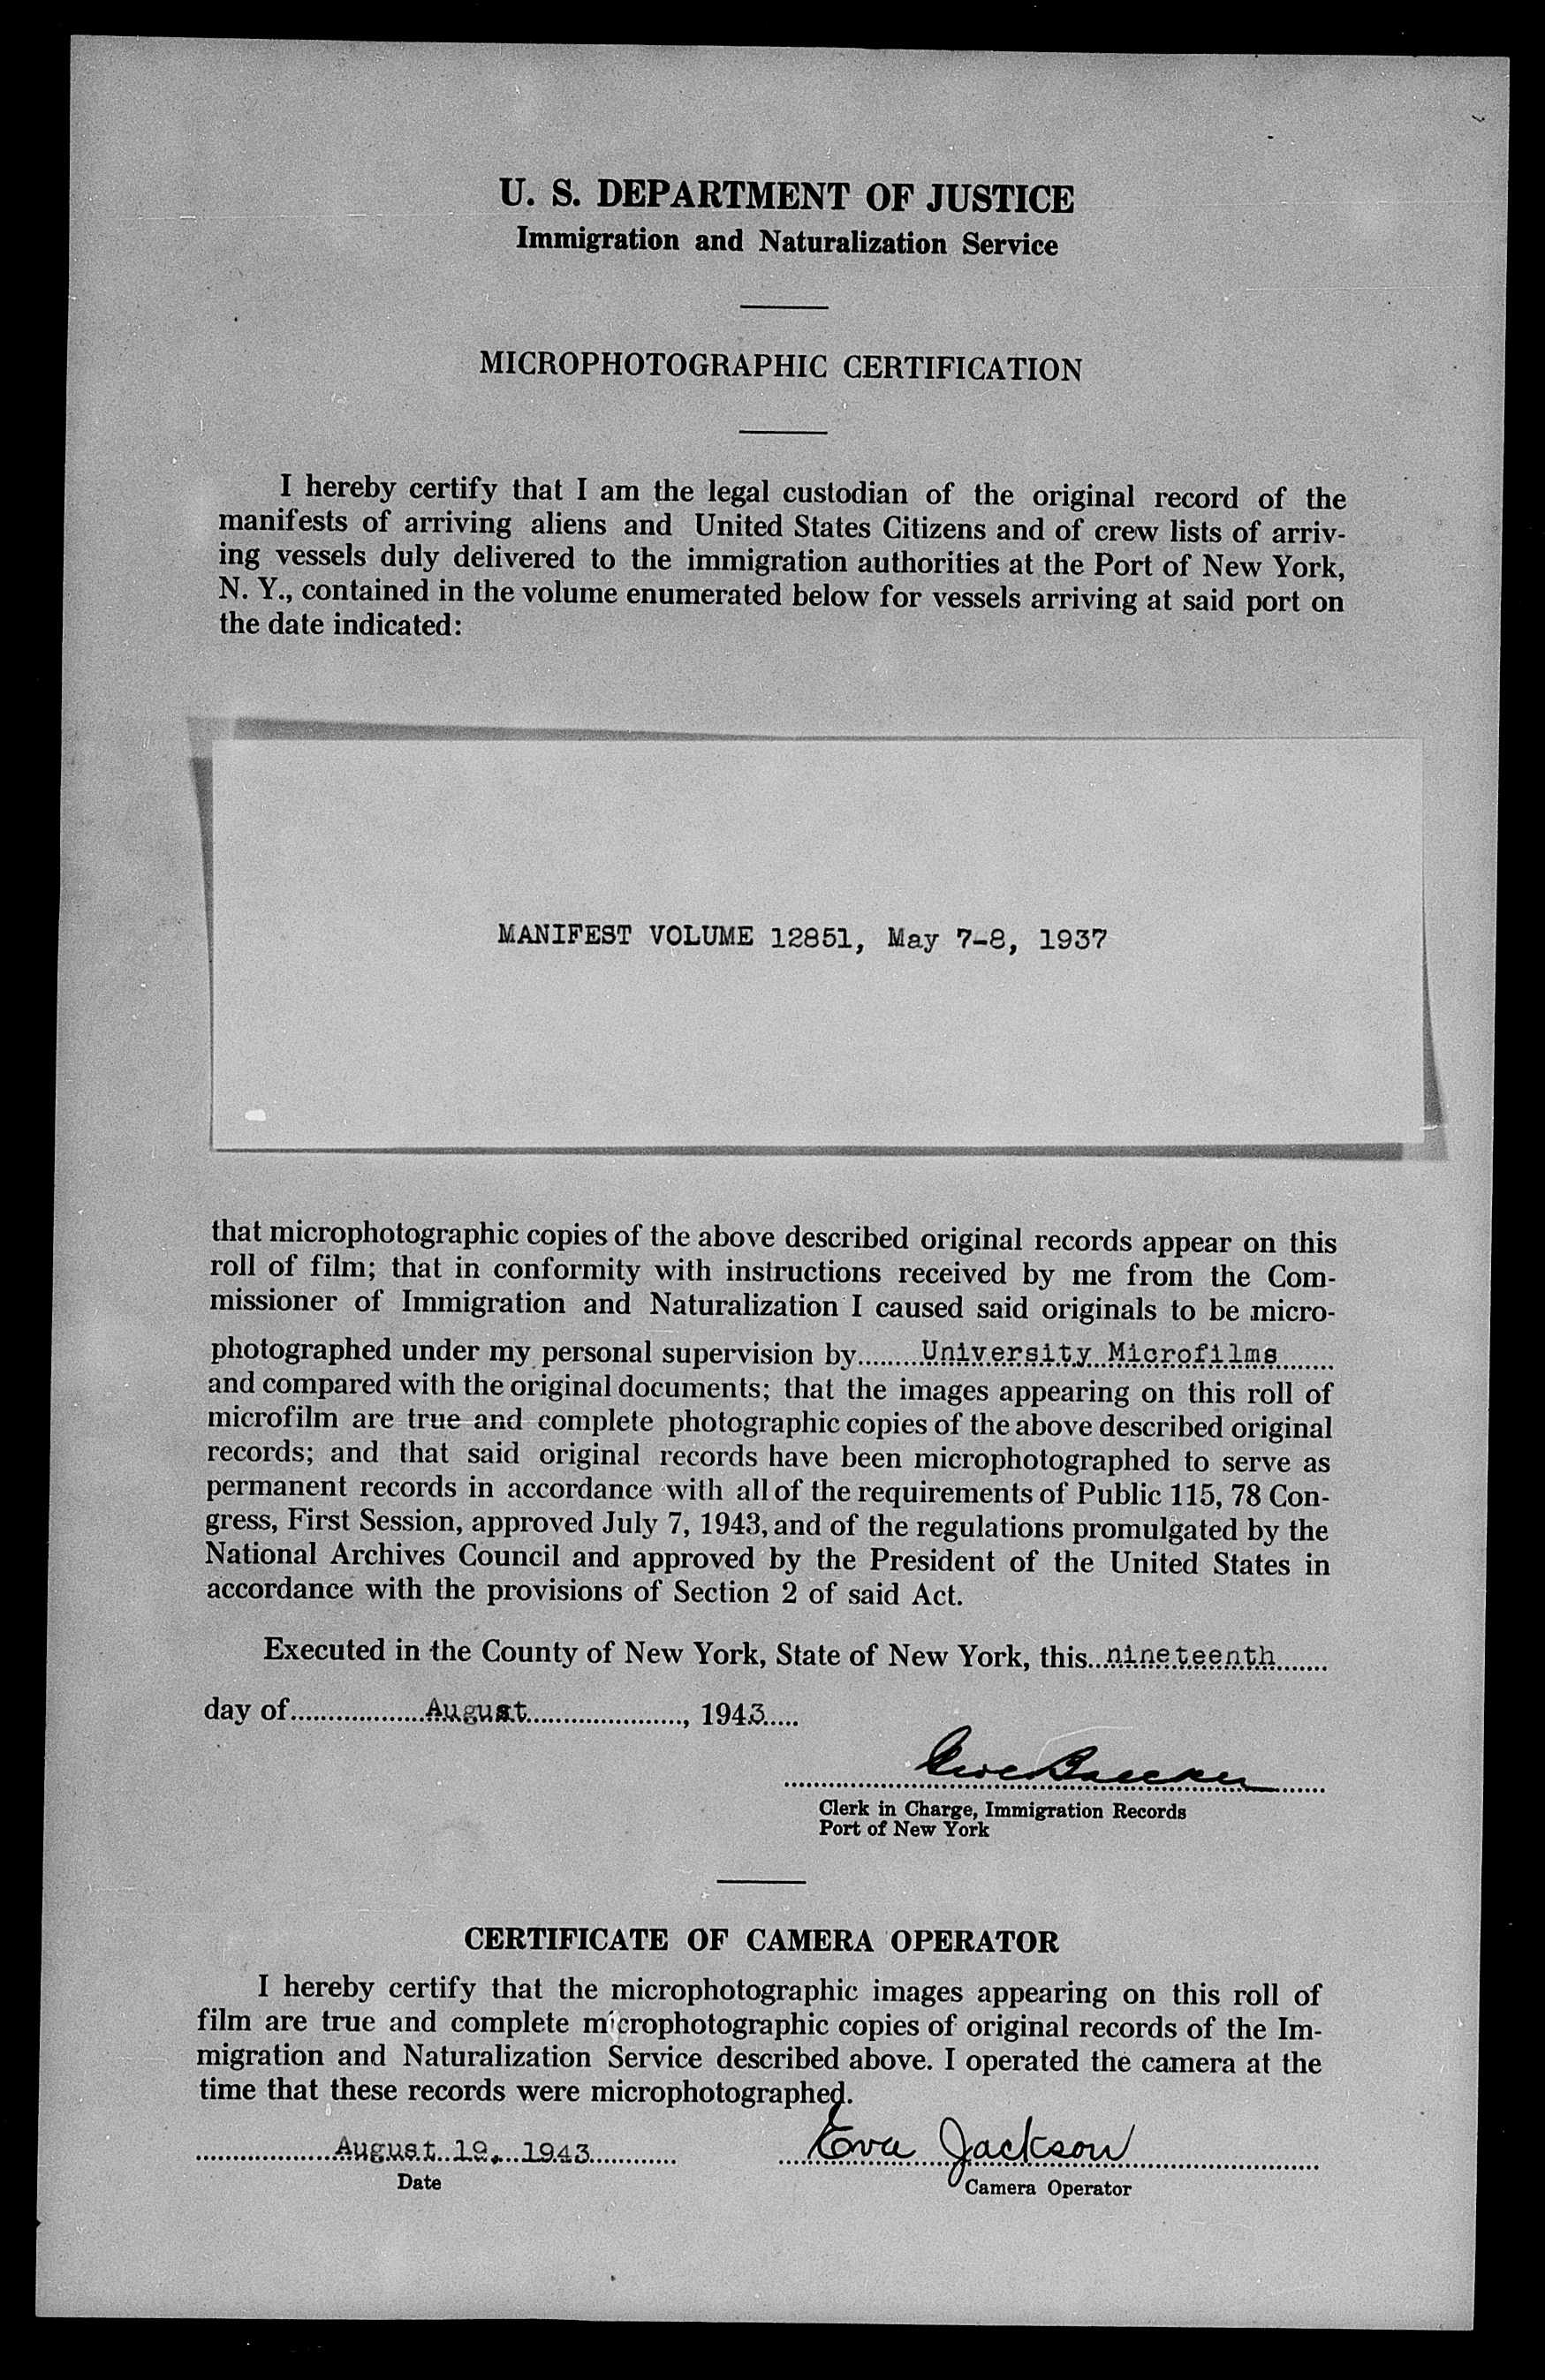 U. S. DEPARTMENT OF JUSTICE
Immigration and Naturalization Service
MICROPHOTOGRAPHIC CERTIFICATION
I hereby certify that I am the legal custodian of the original record of the
manifests of arriving aliens and United States Citizens and of crew lists of arriv-
ing vessels duly delivered to the immigration authorities at the Port of New York,
N. Y., contained in the volume enumerated below for vessels arriving at said port on
the date indicated:
MANIFEST VOLUME 12851, May 7-8, 1937
that microphotographic copies of the above described original records appear on this
roll of film; that in conformity with instructions received by me from the Com-
missioner of Immigration and Naturalization I caused said originals to be micro-
photographed under my personal supervision by........University Microfilms.......
and compared with the original documents; that the images appearing on this roll of
microfilm are true and complete photographic copies of the above described original
records; and that said original records have been microphotographed to serve as
permanent records in accordance with all of the requirements of Public 115, 78 Con-
gress, First Session, approved July 7, 1943, and of the regulations promulgated by the
National Archives Council and approved by the President of the United States in
accordance with the provisions of Section 2 of said Act.
Executed in the County of New York, State of New York, this..nineteenth.......
day of..................August....................., 1943.....
Clerk in Charge, Immigration Records
Port of New York
CERTIFICATE OF CAMERA OPERATOR
I hereby certify that the microphotographic images appearing on this roll of
film are true and complete microphotographic copies of original records of the Im-
migration and Naturalization Service described above. I operated the camera at the
time that these records were microphotographed.
August 19, 1943 Eva Jackson
Date Camera Operator